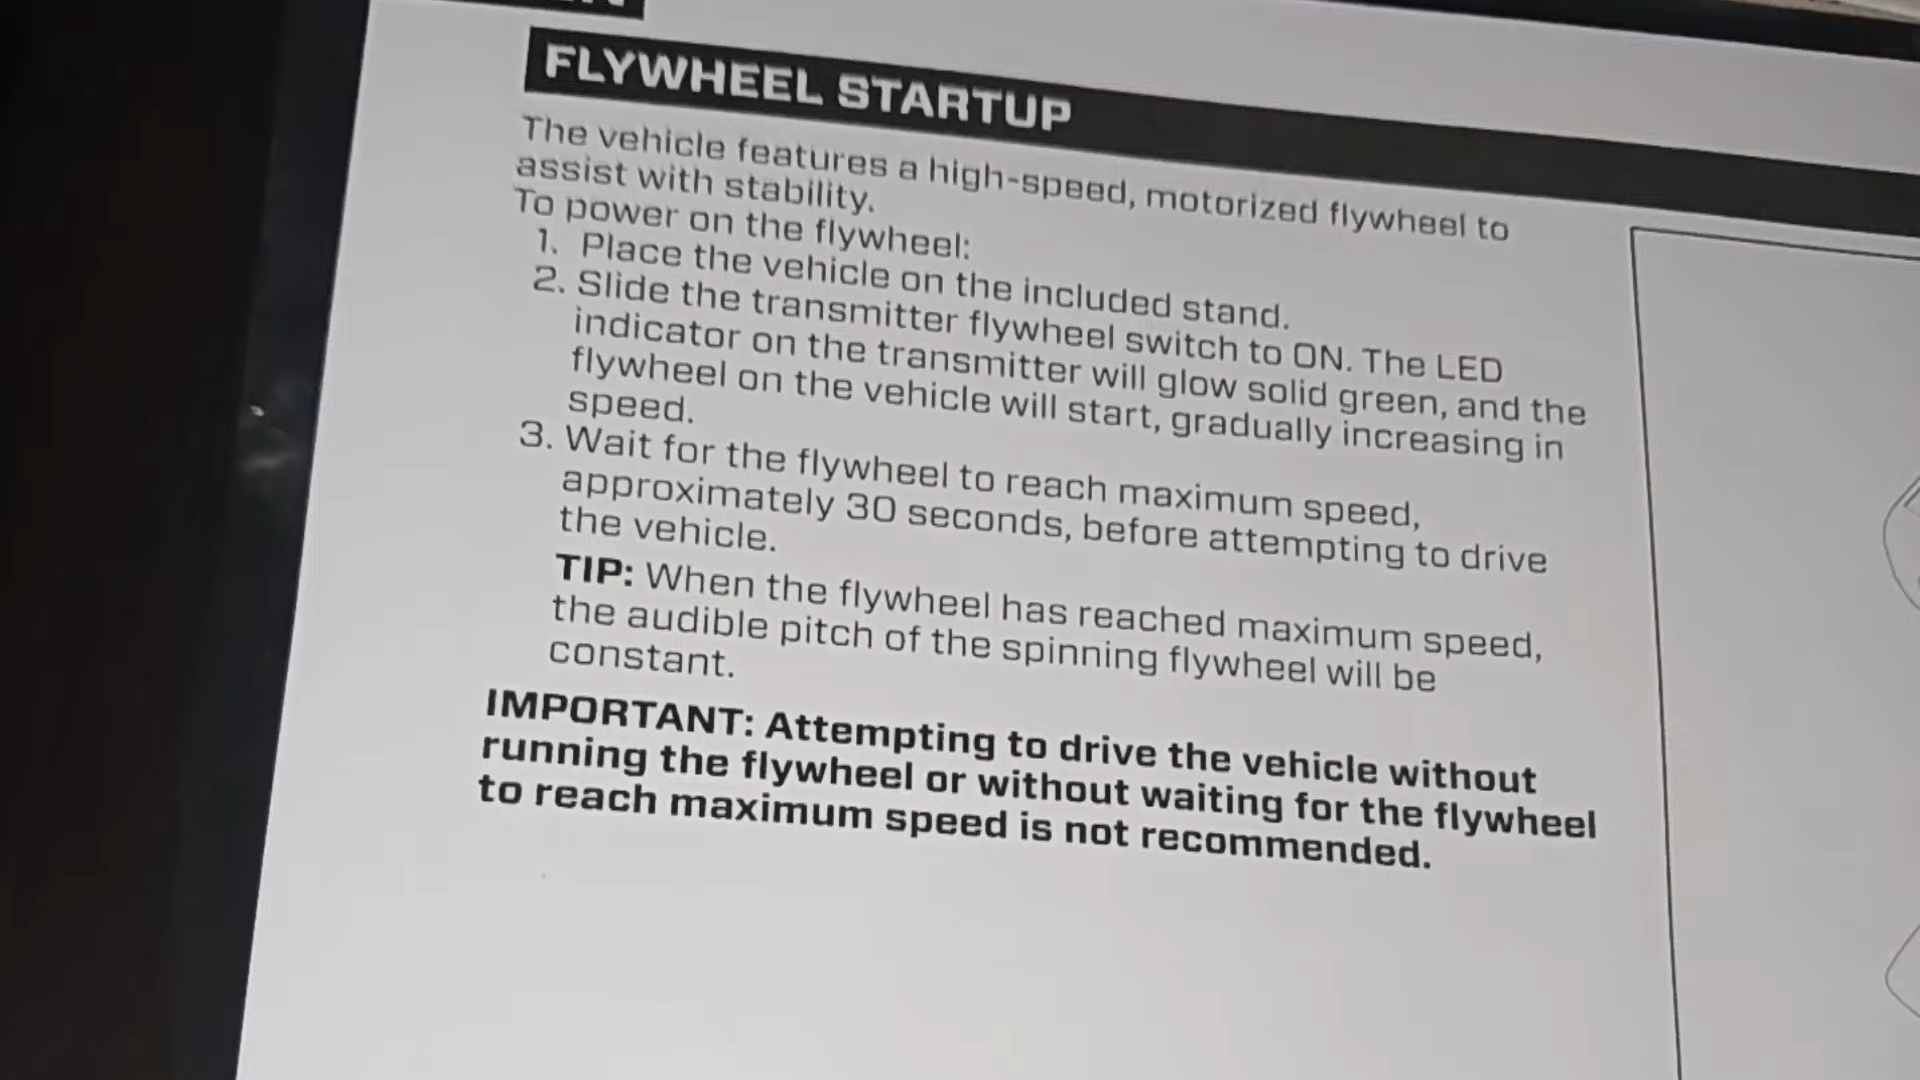 FLYWHEEL STARTUP
The vehicle features a high-speed, motorized flywheel to
assist with stability.
To power on the flywheel:
1. Place the vehicle on the included stand.
2. Slide the transmitter flywheel switch to ON. The LED
indicator on the transmitter will glow solid green, and the
flywheel on the vehicle will start, gradually increasing in
speed.
3. Wait for the flywheel to reach maximum speed,
approximately 30 seconds, before attempting to drive
the vehicle.
TIP: When the flywheel has reached maximum speed,
the audible pitch of the spinning flywheel will be
constant.
IMPORTANT: Attempting to drive the vehicle without
running the flywheel or without waiting for the flywheel
to reach maximum speed is not recommended.